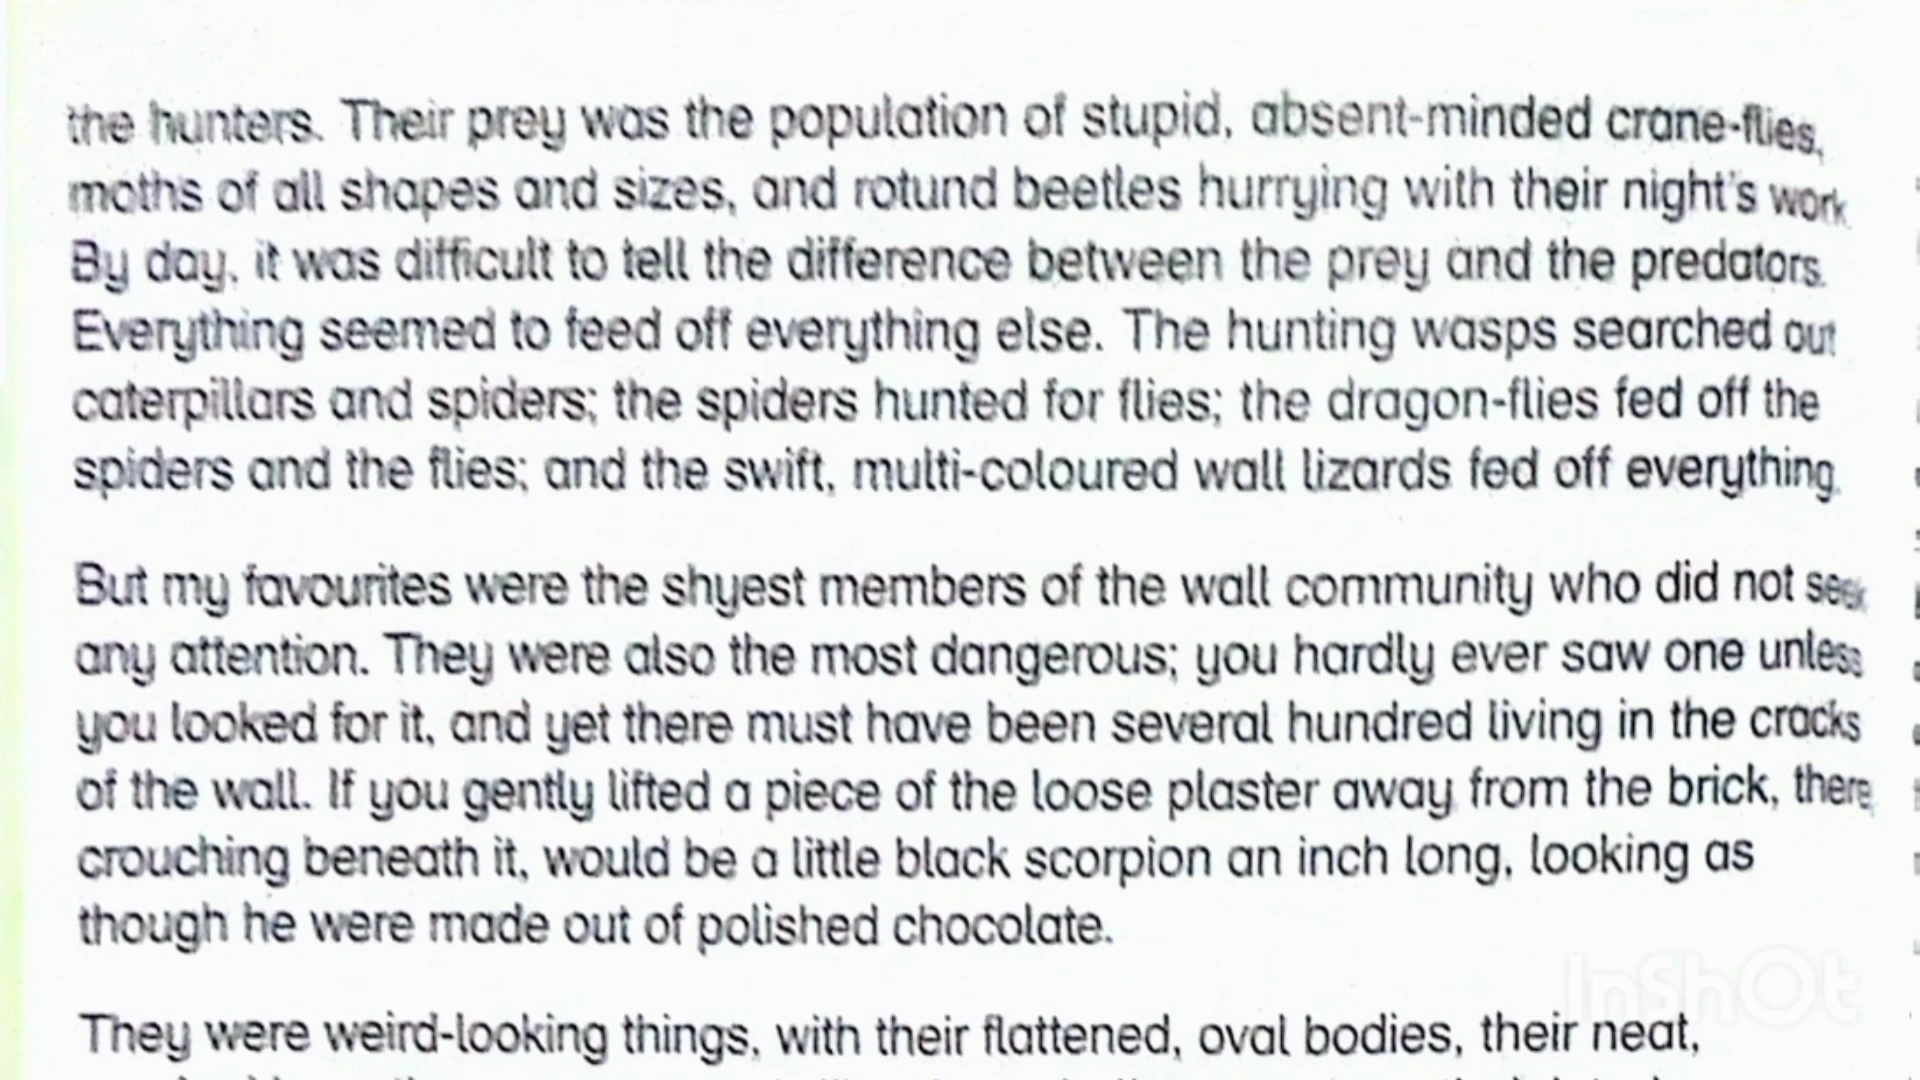 the hunters. Their prey was the population of stupid, absent-minded crane-flies,
moths of all shapes and sizes, and rotund beetles hurrying with their night's work.
By day, it was difficult to tell the difference between the prey and the predators.
Everything seemed to feed off everything else. The hunting wasps searched out
caterpillars and spiders; the spiders hunted for flies; the dragon-flies fed off the
spiders and the flies; and the swift, multi-coloured wall lizards fed off everything.
But my favourites were the shyest members of the wall community who did not seek
any attention. They were also the most dangerous; you hardly ever saw one unless
you looked for it, and yet there must have been several hundred living in the cracks
of the wall. If you gently lifted a piece of the loose plaster away from the brick, there,
crouching beneath it, would be a little black scorpion an inch long, looking as
though he were made out of polished chocolate.
They were weird-looking things, with their flattened, oval bodies, their neat,
InShOt